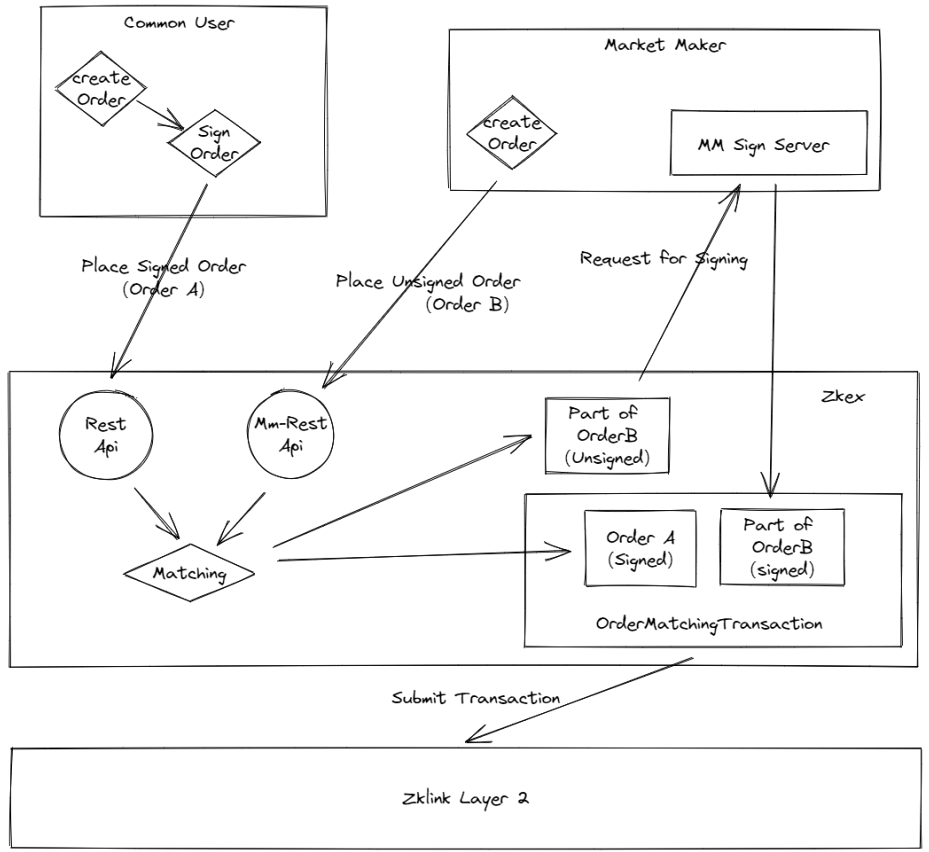 Common User
create
Order
Sign
Order
Market Maker
create
Order
MM Sign Server
Place Signed Order
(Order A)
Place Unsigned Order
(Order B)
Request for Signing
Zkex
Rest
Api
Mm-Rest
Api
Part of
OrderB
(Unsigned)
Matching
Order A
(Signed)
Part of
OrderB
(signed)
OrderMatchingTransaction
Submit Transaction
Zklink Layer 2